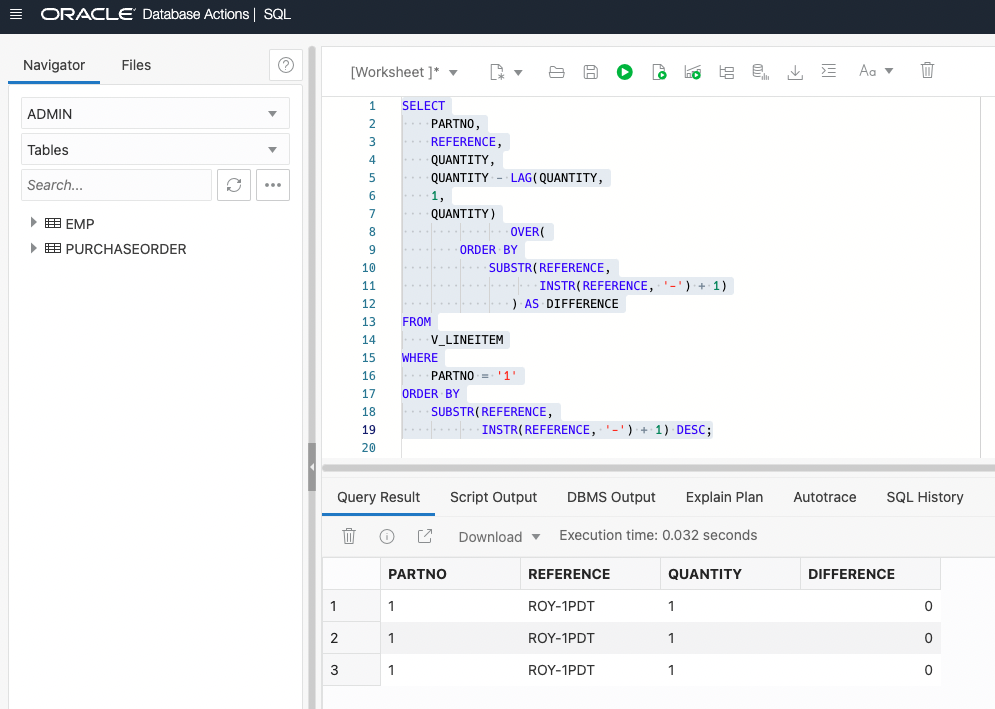 ORACLE Database Actions | SQL
Navigator
Files
ADMIN
Tables
Search...
EMP
PURCHASEORDER
[Worksheet ]*
Aa
1 SELECT
2 PARTNO,
3 REFERENCE,
4 QUANTITY,
5 QUANTITY - LAG(QUANTITY,
6 1,
7 QUANTITY)
8 OVER(
9 ORDER BY
10 SUBSTR(REFERENCE,
11 INSTR(REFERENCE, '-') + 1)
12 ) AS DIFFERENCE
13 FROM
14 V_LINEITEM
15 WHERE
16 PARTNO = '1'
17 ORDER BY
18 SUBSTR(REFERENCE,
19 INSTR(REFERENCE, '-') + 1) DESC;
20
Query Result Script Output DBMS Output Explain Plan Autotrace SQL History
Download Execution time: 0.032 seconds
PARTNO REFERENCE QUANTITY DIFFERENCE
1 1 ROY-1PDT 1 0
2 1 ROY-1PDT 1 0
3 1 ROY-1PDT 1 0